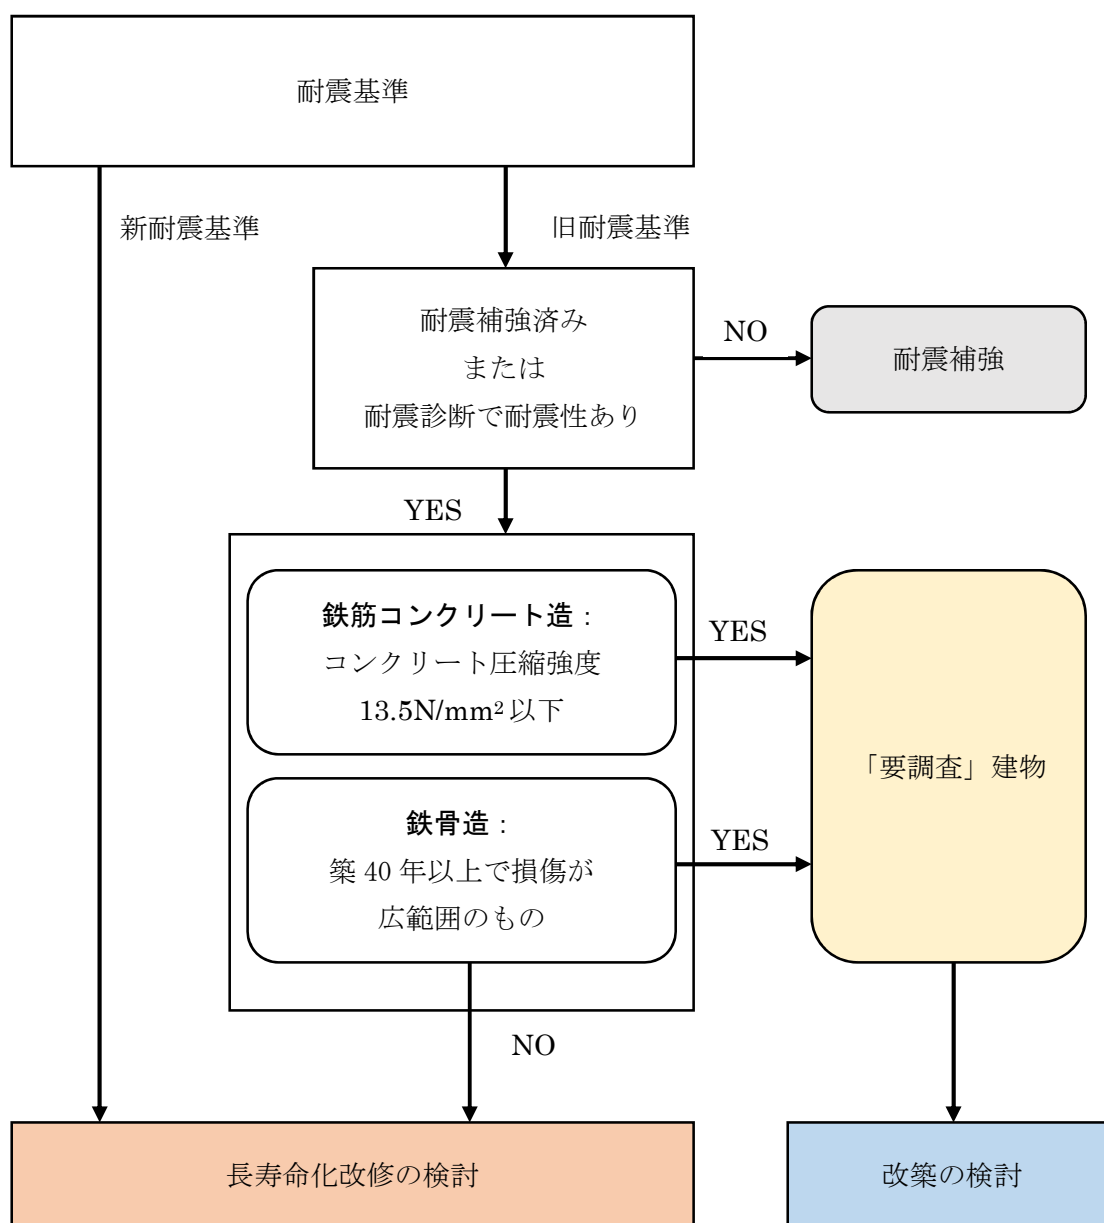 耐震基準
新耐震基準
旧耐震基準
耐震補強済み
または
耐震診断で耐震性あり
NO
耐震補強
YES
鉄筋コンクリート造：
コンクリート圧縮強度
13.5N/mm²以下
YES
鉄骨造：
築 40 年以上で損傷が
広範囲のもの
YES
「要調査」建物
NO
長寿命化改修の検討
改築の検討